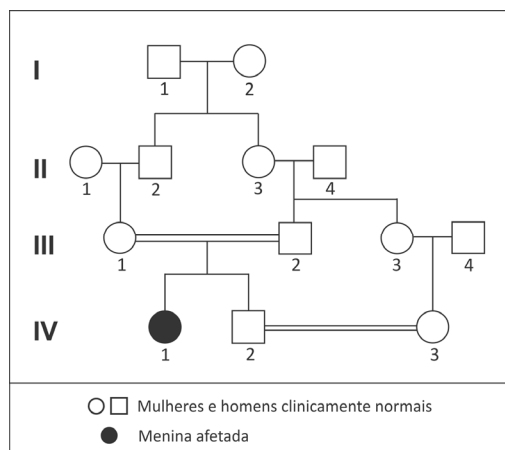 I
1 2
II
1 2 3 4
III
1 2 3 4
IV
1 2 3
Mulheres e homens clinicamente normais
Menina afetada